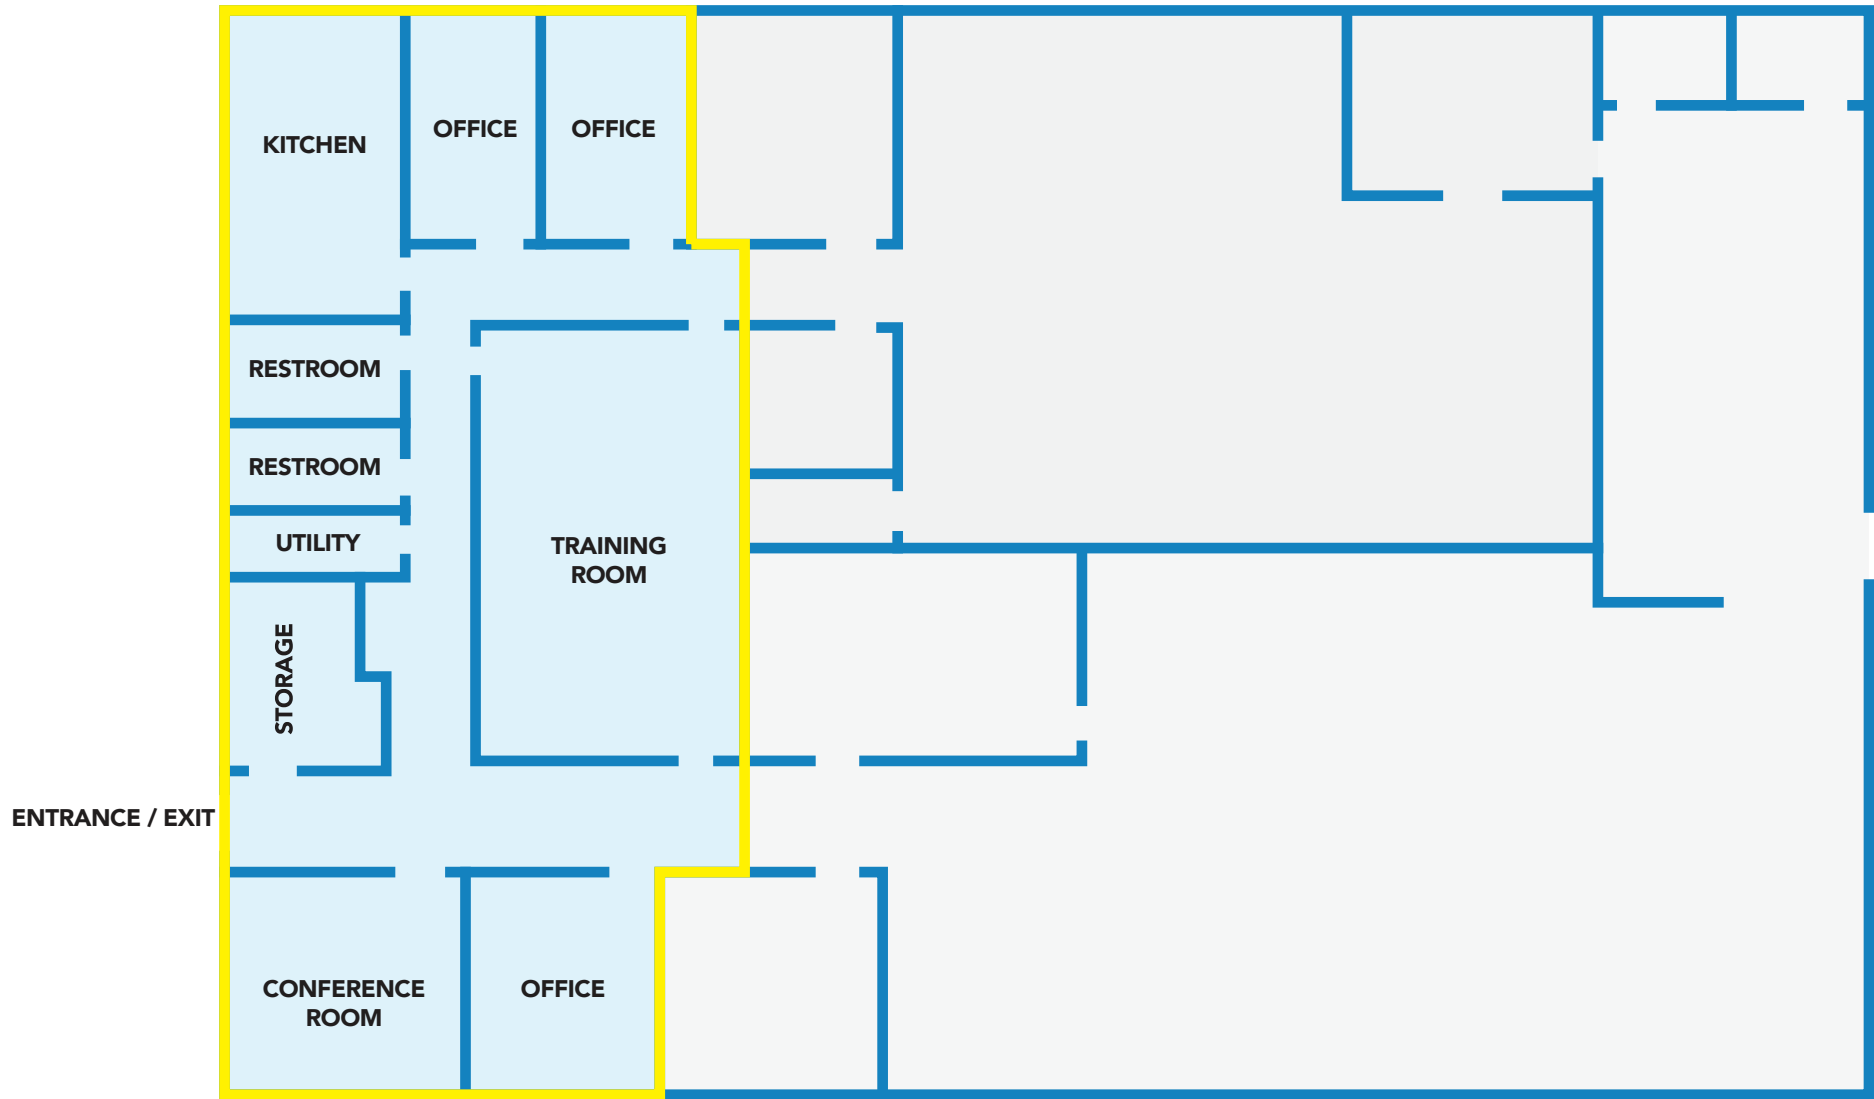 KITCHEN
OFFICE
OFFICE
RESTROOM
RESTROOM
UTILITY
TRAINING
ROOM
STORAGE
ENTRANCE / EXIT
CONFERENCE
ROOM
OFFICE